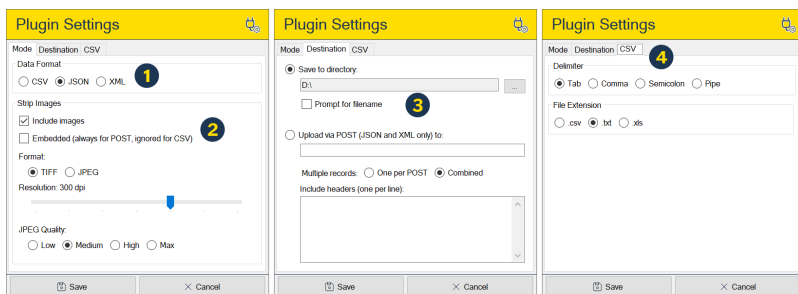 Plugin Settings
Mode Destination CSV
Data Format
CSV JSON XML
1
Strip Images
Include images
Embedded (always for POST, ignored for CSV)
2
Format:
TIFF JPEG
Resolution: 300 dpi
JPEG Quality:
Low Medium High Max
Save Cancel
Plugin Settings
Mode Destination CSV
Save to directory:
D:\
...
Prompt for filename
3
Upload via POST (JSON and XML only) to:
Multiple records: One per POST Combined
Include headers (one per line):
Save Cancel
Plugin Settings
Mode Destination CSV
4
Delimiter
Tab Comma Semicolon Pipe
File Extension
.csv .txt .xls
Save Cancel